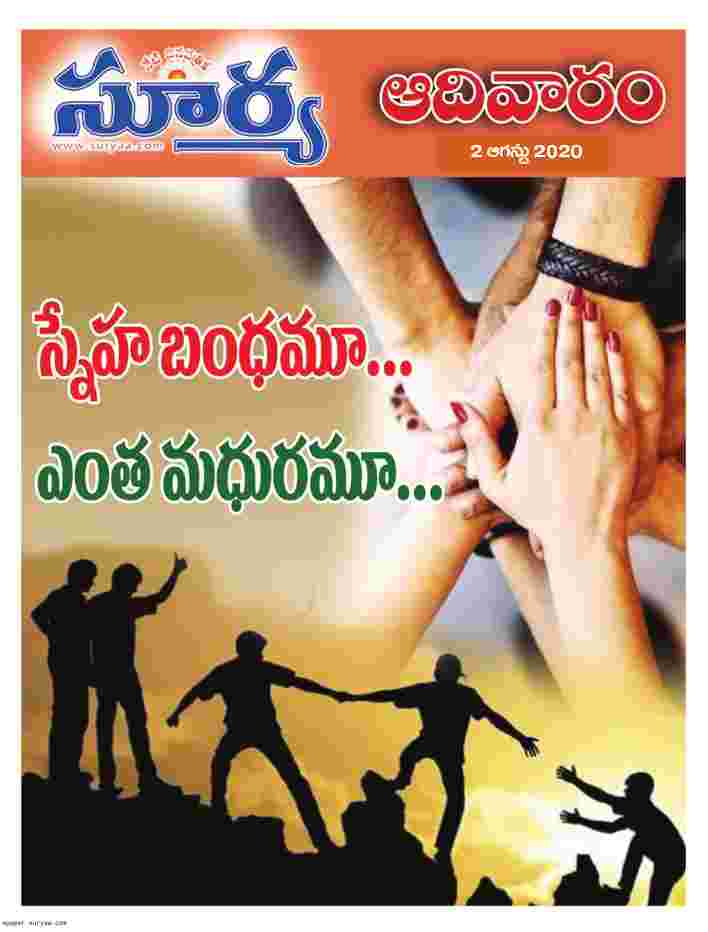 సూర్య
www.suryaa.com
ఆదివారం
2 ఆగస్టు 2020
స్నేహ బంధమూ...
ఎంత మధురమూ...
epaper.suryaa.com